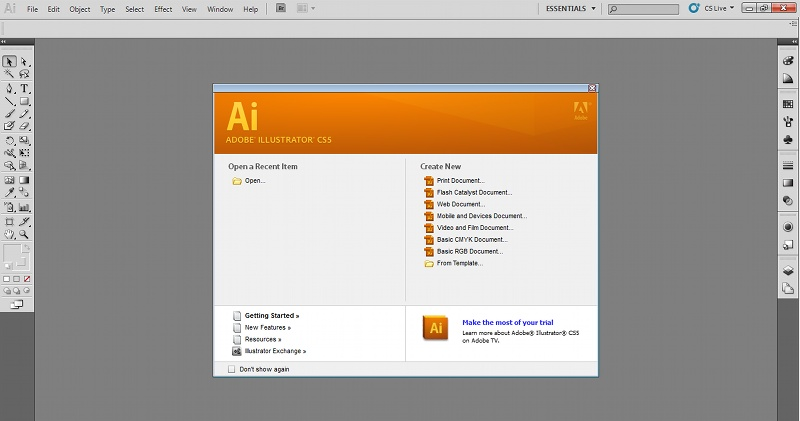 Ai File Edit Object Type Select Effect View Window Help Br ESSENTIALS CS Live
Ai
Adobe
ADOBE® ILLUSTRATOR® CS5
Open a Recent Item
Open...
Create New
Print Document...
Flash Catalyst Document...
Web Document...
Mobile and Devices Document...
Video and Film Document...
Basic CMYK Document...
Basic RGB Document...
From Template...
Getting Started »
New Features »
Resources »
Illustrator Exchange »
Ai
Make the most of your trial
Learn more about Adobe® Illustrator® CS5
on Adobe TV.
Don't show again